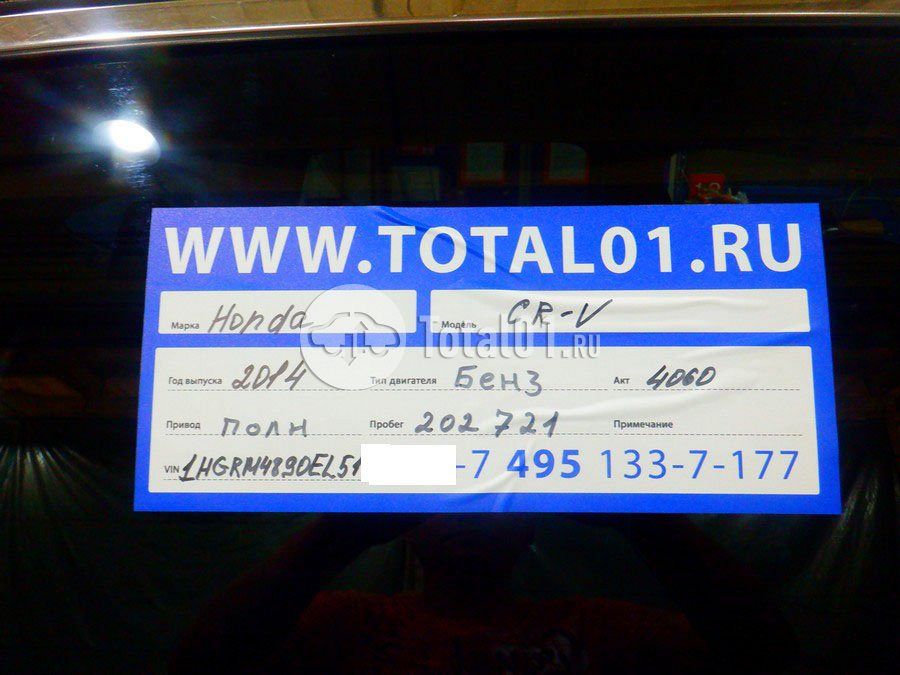 WWW.TOTAL01.RU
Марка Honda Модель CR-V
Total01.RU
Год выпуска 2014 Тип двигателя Бенз Акт 4060
Привод полн Пробег 202 721 Примечание
VIN 1HGRM4890EL51 -7 495 133-7-177